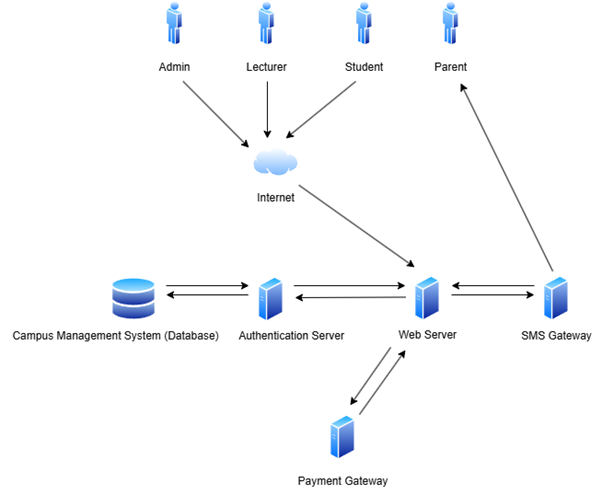 Admin
Lecturer
Student
Parent
Internet
Campus Management System (Database)
Authentication Server
Web Server
SMS Gateway
Payment Gateway